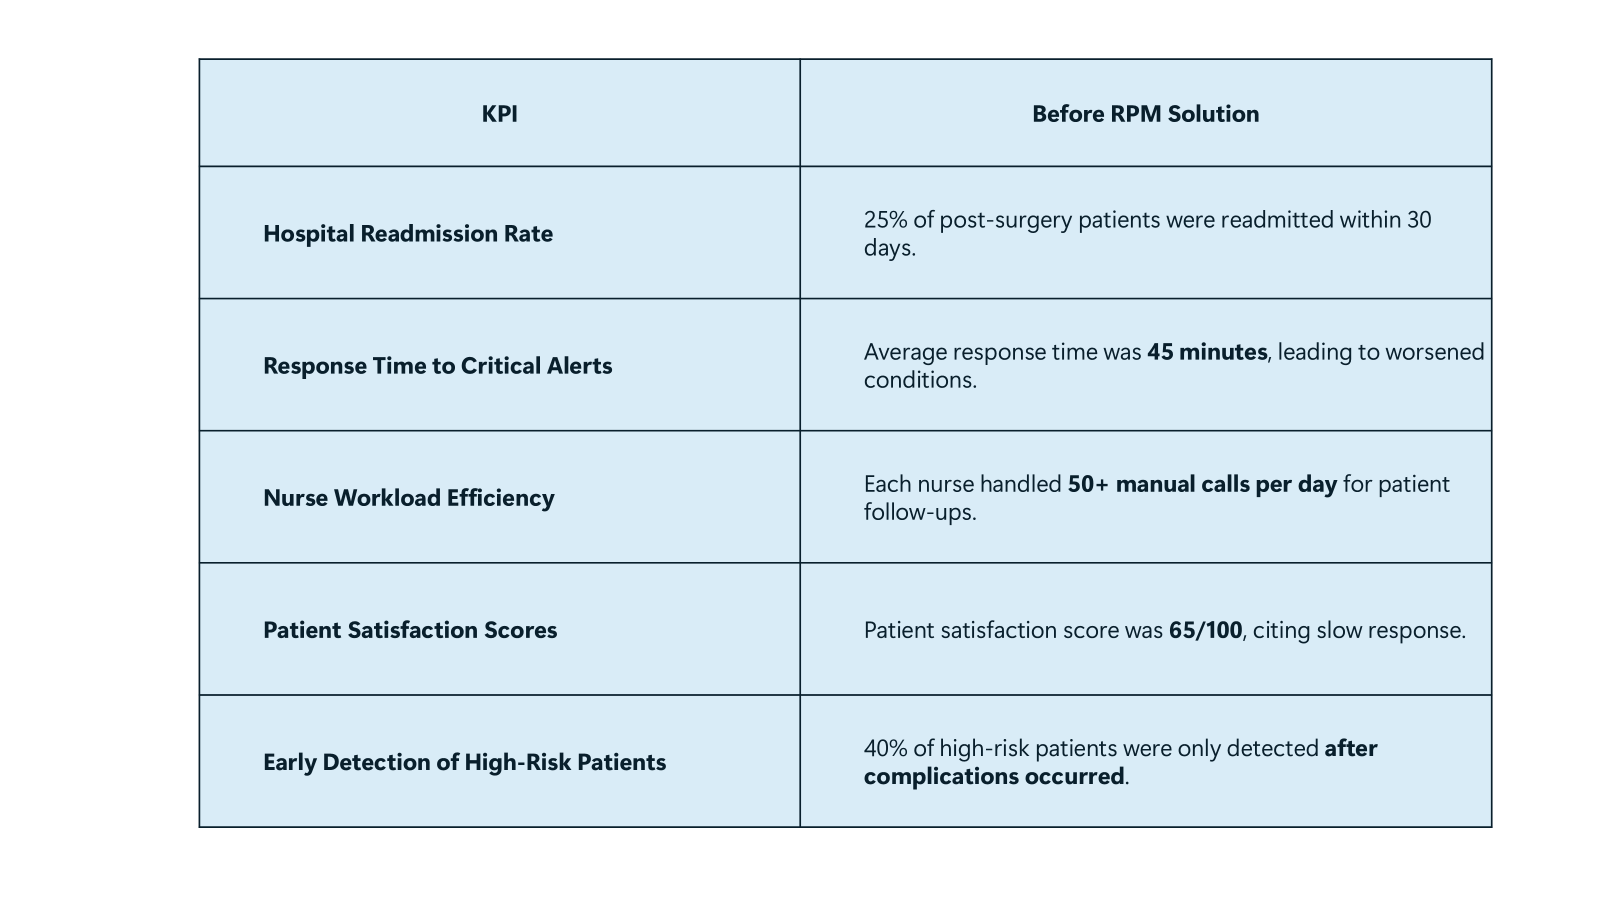 KPI
Before RPM Solution
Hospital Readmission Rate
25% of post-surgery patients were readmitted within 30
days.
Response Time to Critical Alerts
Average response time was 45 minutes, leading to worsened
conditions.
Nurse Workload Efficiency
Each nurse handled 50+ manual calls per day for patient
follow-ups.
Patient Satisfaction Scores
Patient satisfaction score was 65/100, citing slow response.
Early Detection of High-Risk Patients
40% of high-risk patients were only detected after
complications occurred.